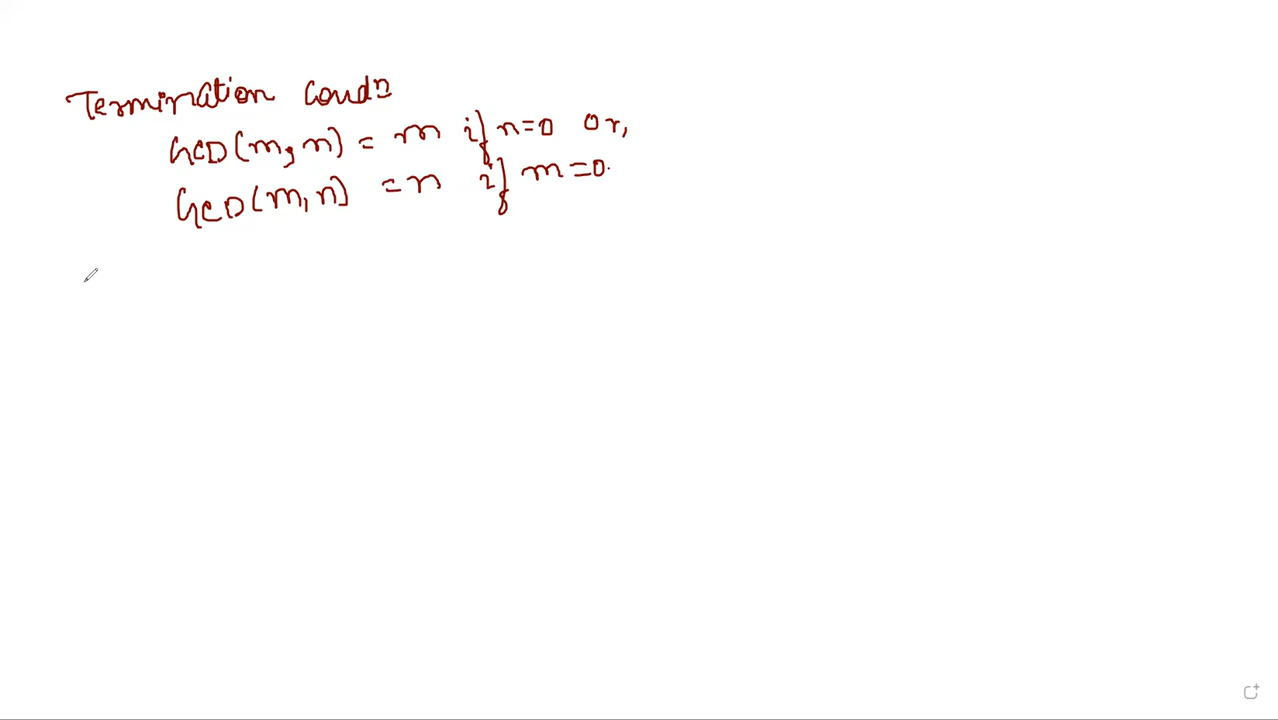 Termination condn
GCD(m, n) = m if n=0 or,
GCD(m, n) = n if m=0.